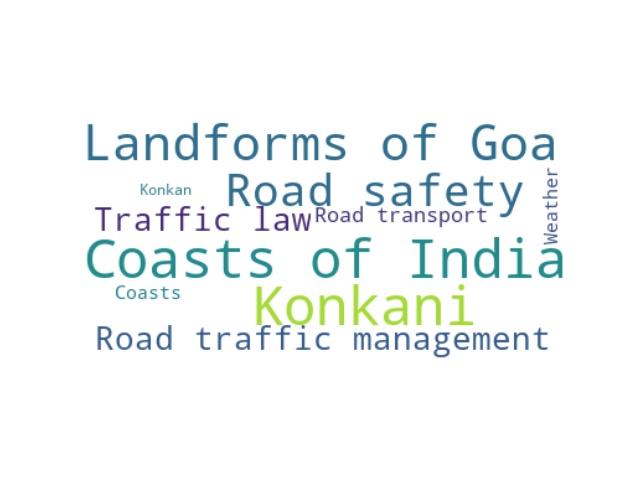 Landforms of Goa
Konkan
Road safety
Weather
Traffic law
Road transport
Coasts of India
Coasts
Konkani
Road traffic management